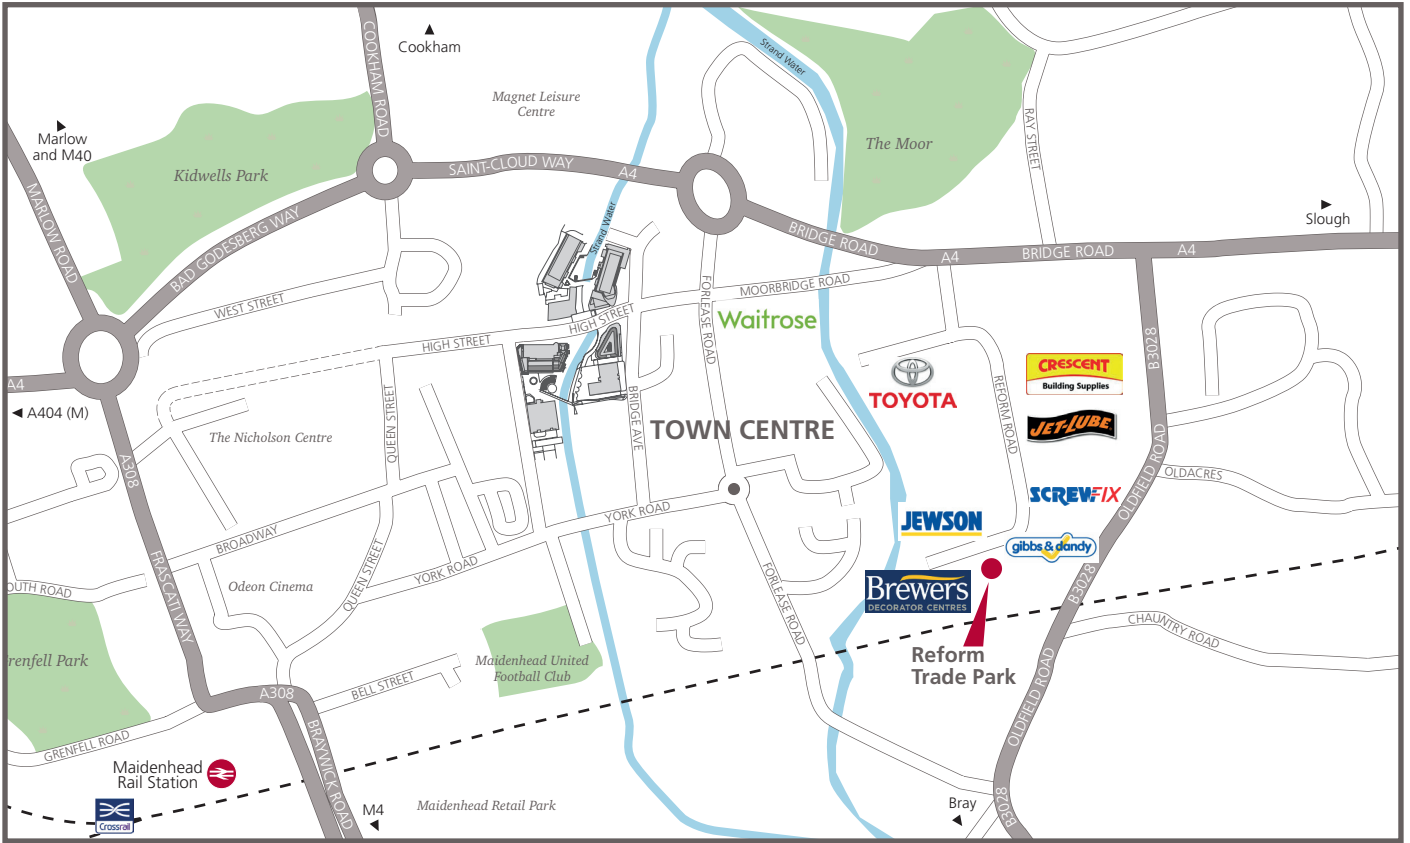 COOKHAM ROAD
Cookham
Strand Water
Magnet Leisure
Centre
Marlow
and M40
RAY STREET
The Moor
Kidwells Park
SAINT-CLOUD WAY
A4
MARLOW ROAD
BAD GODESBERG WAY
Strand Water
Slough
BRIDGE ROAD
A4
BRIDGE ROAD
A4
WEST STREET
FORLEASE ROAD
MOORBRIDGE ROAD
HIGH STREET
Waitrose
HIGH STREET
B3028
A4
TOYOTA
CRESCENT
Building Supplies
REFORM ROAD
A404 (M)
QUEEN STREET
BRIDGE AVE
TOWN CENTRE
JET-LUBE
The Nicholson Centre
A308
OLDFIELD ROAD
OLDACRES
SCREWFIX
YORK ROAD
JEWSON
BROADWAY
gibbs & dandy
FRASCATI WAY
QUEEN STREET
YORK ROAD
Odeon Cinema
FORLEASE ROAD
Brewers
DECORATOR CENTRES
B3028
OUTH ROAD
CHAUNTRY ROAD
renfell Park
Maidenhead United
Football Club
Reform
Trade Park
A308
BELL STREET
OLDFIELD ROAD
GRENFELL ROAD
BRAYWICK ROAD
Maidenhead
Rail Station
Crossrail
M4
Maidenhead Retail Park
Bray
B3028